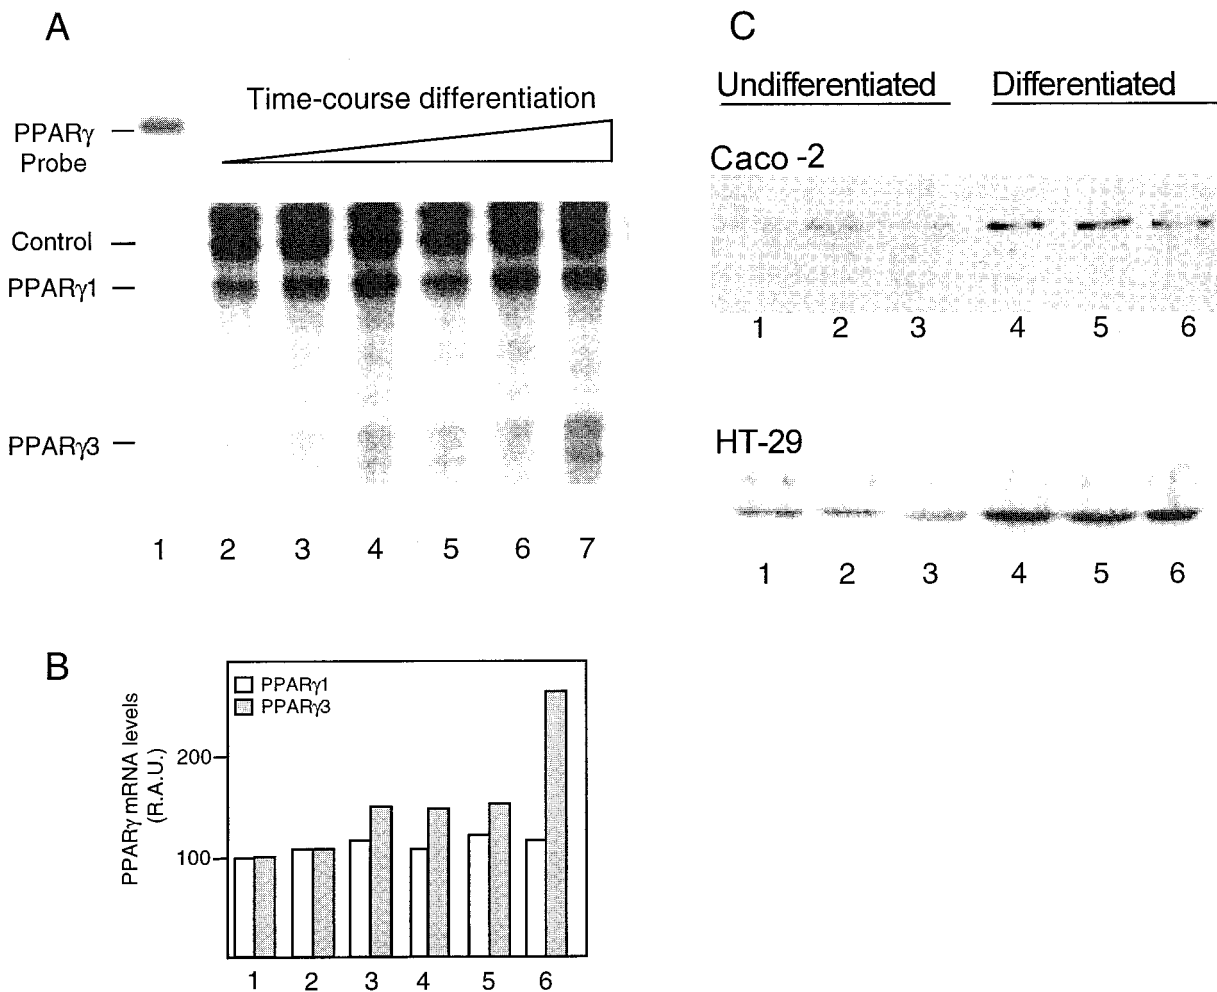 A
Time-course differentiation
PPARγ
Probe
Control
PPARγ1
PPARγ3
1 2 3 4 5 6 7
B
PPARγ1
PPARγ3
PPARγ mRNA levels
(R.A.U.)
200
100
1 2 3 4 5 6
C
Undifferentiated Differentiated
Caco -2
1 2 3 4 5 6
HT-29
1 2 3 4 5 6